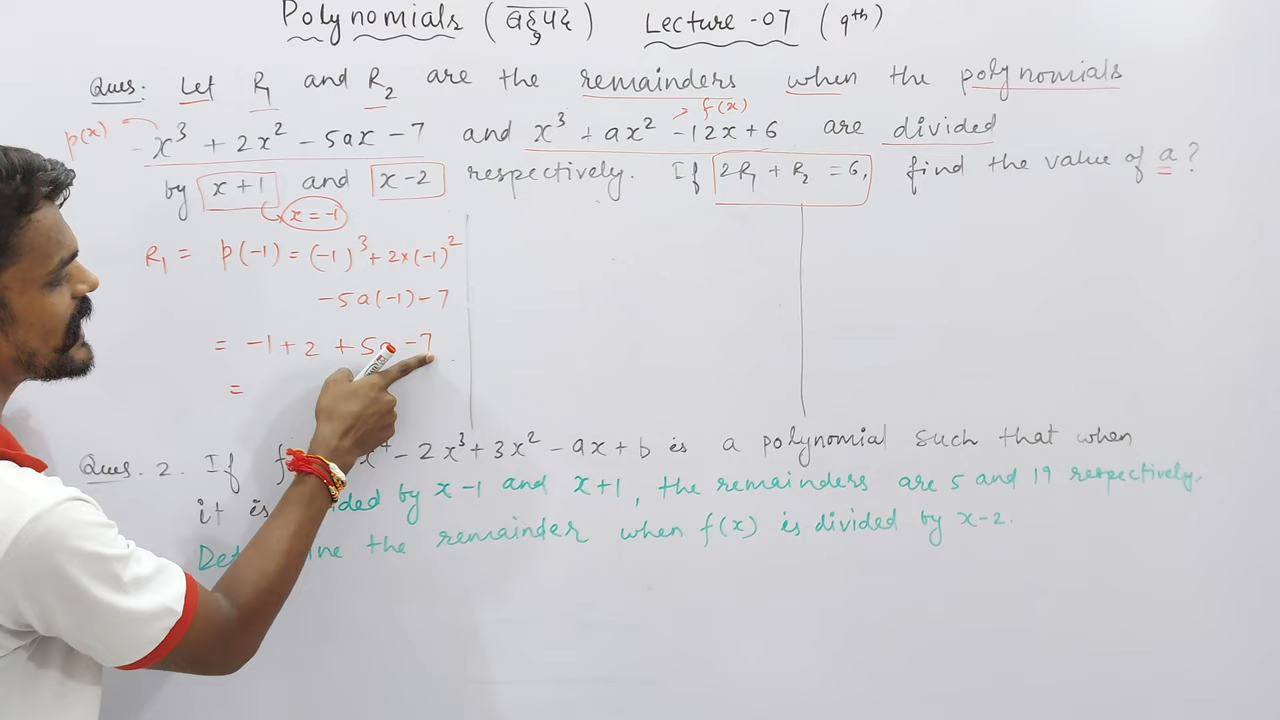 Polynomials (बहुपद) Lecture-07 (9th)
Ques: Let R₁ and R₂ are the remainders when the polynomials
p(x) x³ + 2x² - 5ax - 7 and x³ + ax² - 12x + 6 are divided
f(x)
by x+1 and x-2 respectively. If 2R₁ + R₂ = 6, find the value of a?
x = -1
R₁ = p(-1) = (-1)³ + 2×(-1)²
-5a(-1) - 7
= -1 + 2 + 5a - 7
=
Ques. 2. If x⁴ - 2x³ + 3x² - ax + b is a polynomial such that when
it is divided by x-1 and x+1, the remainders are 5 and 19 respectively.
Determine the remainder when f(x) is divided by x-2.